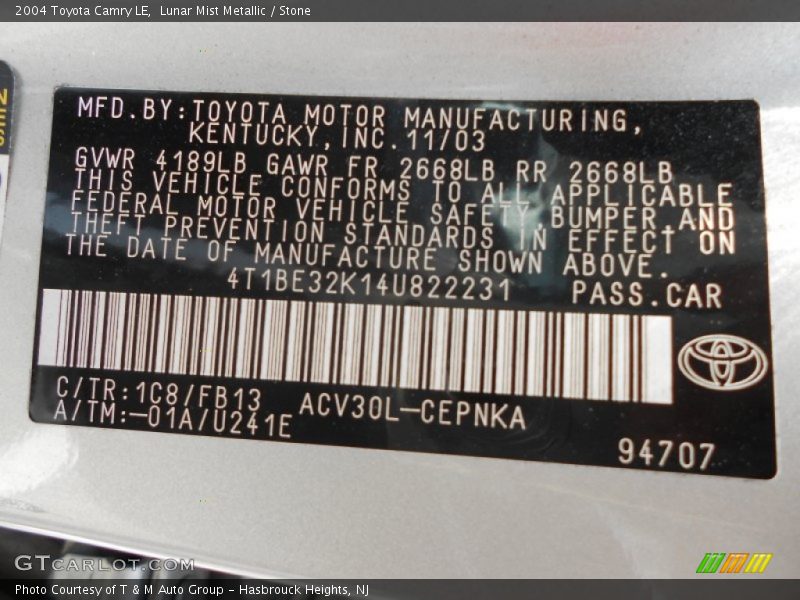 2004 Toyota Camry LE,  Lunar Mist Metallic / Stone
MFD.BY:TOYOTA MOTOR MANUFACTURING,
KENTUCKY,INC.11/03
GVWR 4189LB GAWR FR 2668LB RR 2668LB
THIS VEHICLE CONFORMS TO ALL APPLICABLE
FEDERAL MOTOR VEHICLE SAFETY,BUMPER,AND
THEFT PREVENTION STANDARDS IN EFFECT ON
THE DATE OF MANUFACTURE SHOWN ABOVE.
4T1BE32K14U822231 PASS.CAR
C/TR:1C8/FB13 ACV30L-CEPNKA
A/TM:-01A/U241E
94707
GTCarlot.com
Photo Courtesy of T & M Auto Group - Hasbrouck Heights, NJ